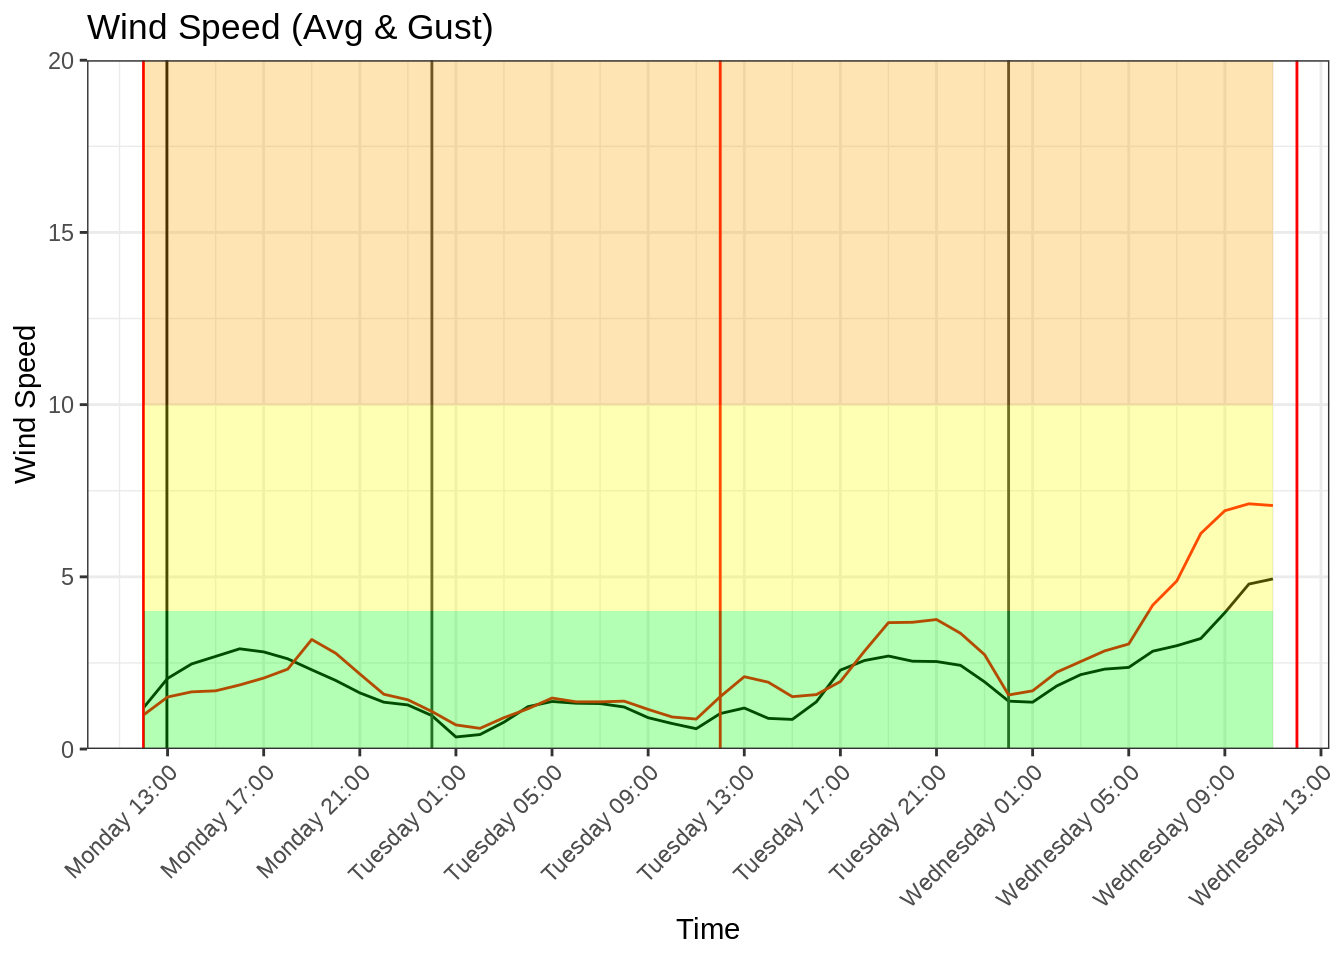 Wind Speed (Avg & Gust)
20
15
10
5
0
Wind Speed
Monday 13:00
Monday 17:00
Monday 21:00
Tuesday 01:00
Tuesday 05:00
Tuesday 09:00
Tuesday 13:00
Tuesday 17:00
Tuesday 21:00
Wednesday 01:00
Wednesday 05:00
Wednesday 09:00
Wednesday 13:00
Time